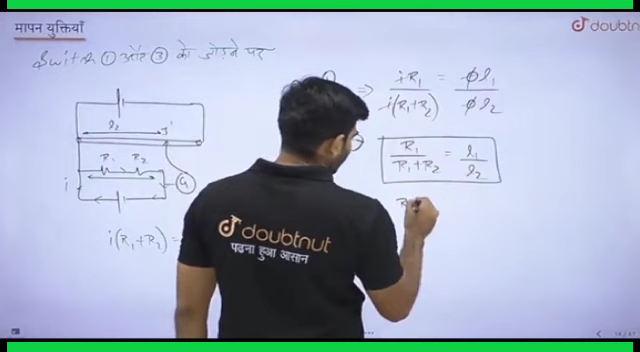 मापन युक्तियाँ
doubtnut
Switch ① और ③ को जोड़ने पर
iR₁ / i(R₁+R₂) = ϕl₁ / ϕl₂
⇒
l₂
J'
R₁ R₂
i
G
R₁ / R₁+R₂ = l₁ / l₂
i(R₁+R₂) =
doubtnut
पढना हुआ आसान